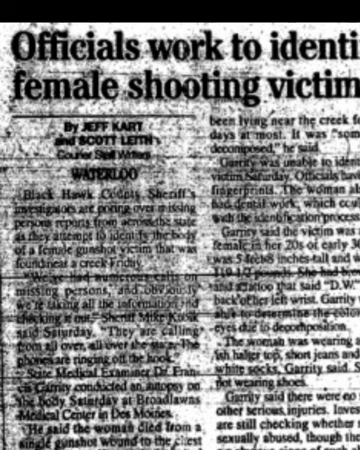 Officials work to identi
female shooting victim
By JEFF KART
and SCOTT LEITH
Courier Staff Writers
WATERLOO
Black Hawk County Sheriff's
investigators are poring over missing
persons reports from across the state
as they attempt to identify the body
of a female gunshot victim that was
found near a creek Friday.
"We've had numerous calls on
missing persons, and obviously
we're taking all the information and
checking it out," Sheriff Mike Kubik
said Saturday. "They are calling
from all over, all over the state. The
phones are ringing off the hook."
State Medical Examiner Dr. Fran-
cis Garrity conducted an autopsy on
the body Saturday at Broadlawns
Medical Center in Des Moines.
He said the woman died from a
single gunshot wound to the chest
been lying near the creek fo
days at most. It was "som
decomposed," he said.
Garrity was unable to iden
victim Saturday. Officials hav
fingerprints. The woman al
had dental work, which coul
with the identification process
Garrity said the victim was a
female in her 20s of early 3
was 5-feet-8 inches-tall and w
119 1/2 pounds. She had
and a tattoo that said "D.W."
back of her left wrist. Garrity
able to determine the color
eyes due to decomposition.
The woman was wearing a
ish halter top, short jeans and
white socks, Garrity said. S
not wearing shoes.
Garrity said there were no
other serious injuries. Inves
are still checking whether
sexually abused, though the